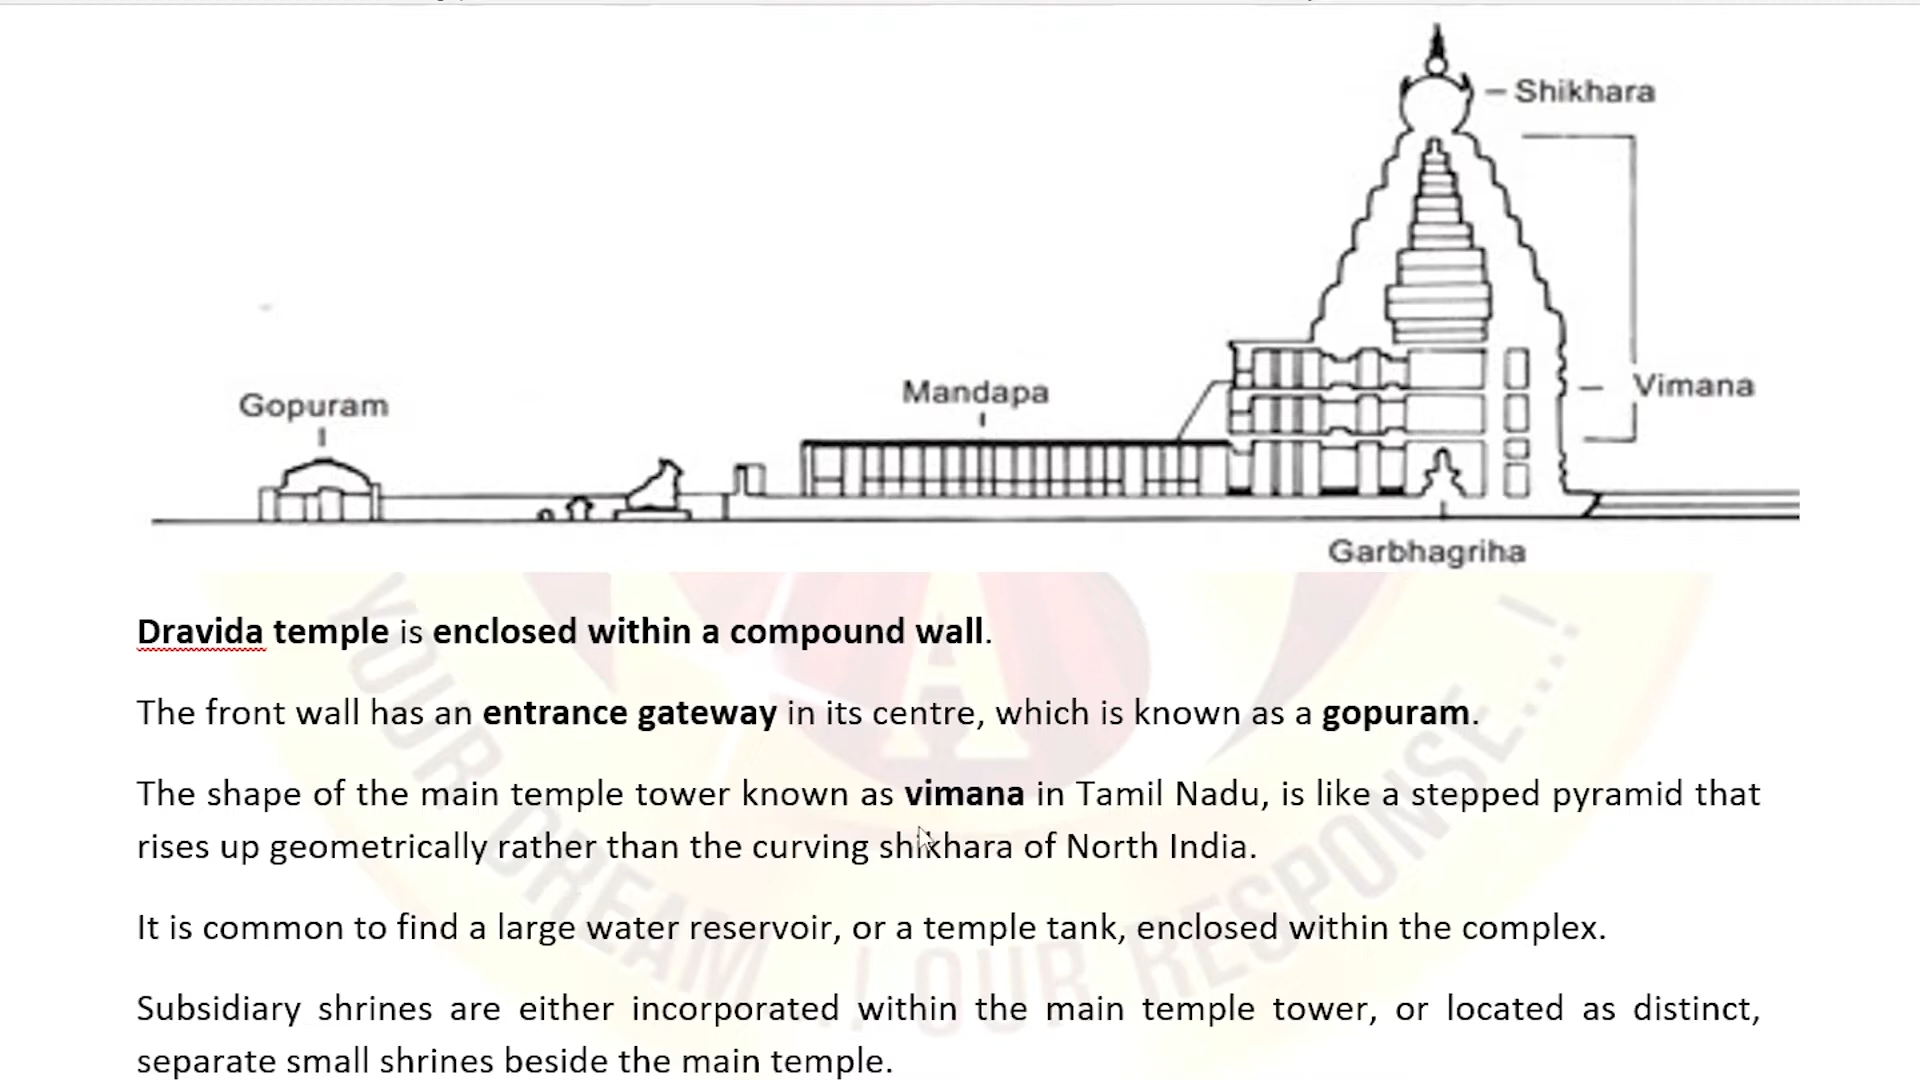 Shikhara
Vimana
Mandapa
Gopuram
Garbhagriha
Dravida temple is enclosed within a compound wall.
The front wall has an entrance gateway in its centre, which is known as a gopuram.
The shape of the main temple tower known as vimana in Tamil Nadu, is like a stepped pyramid that
rises up geometrically rather than the curving shikhara of North India.
It is common to find a large water reservoir, or a temple tank, enclosed within the complex.
Subsidiary shrines are either incorporated within the main temple tower, or located as distinct,
separate small shrines beside the main temple.
YOUR DREAM...! OUR RESPONSE...!